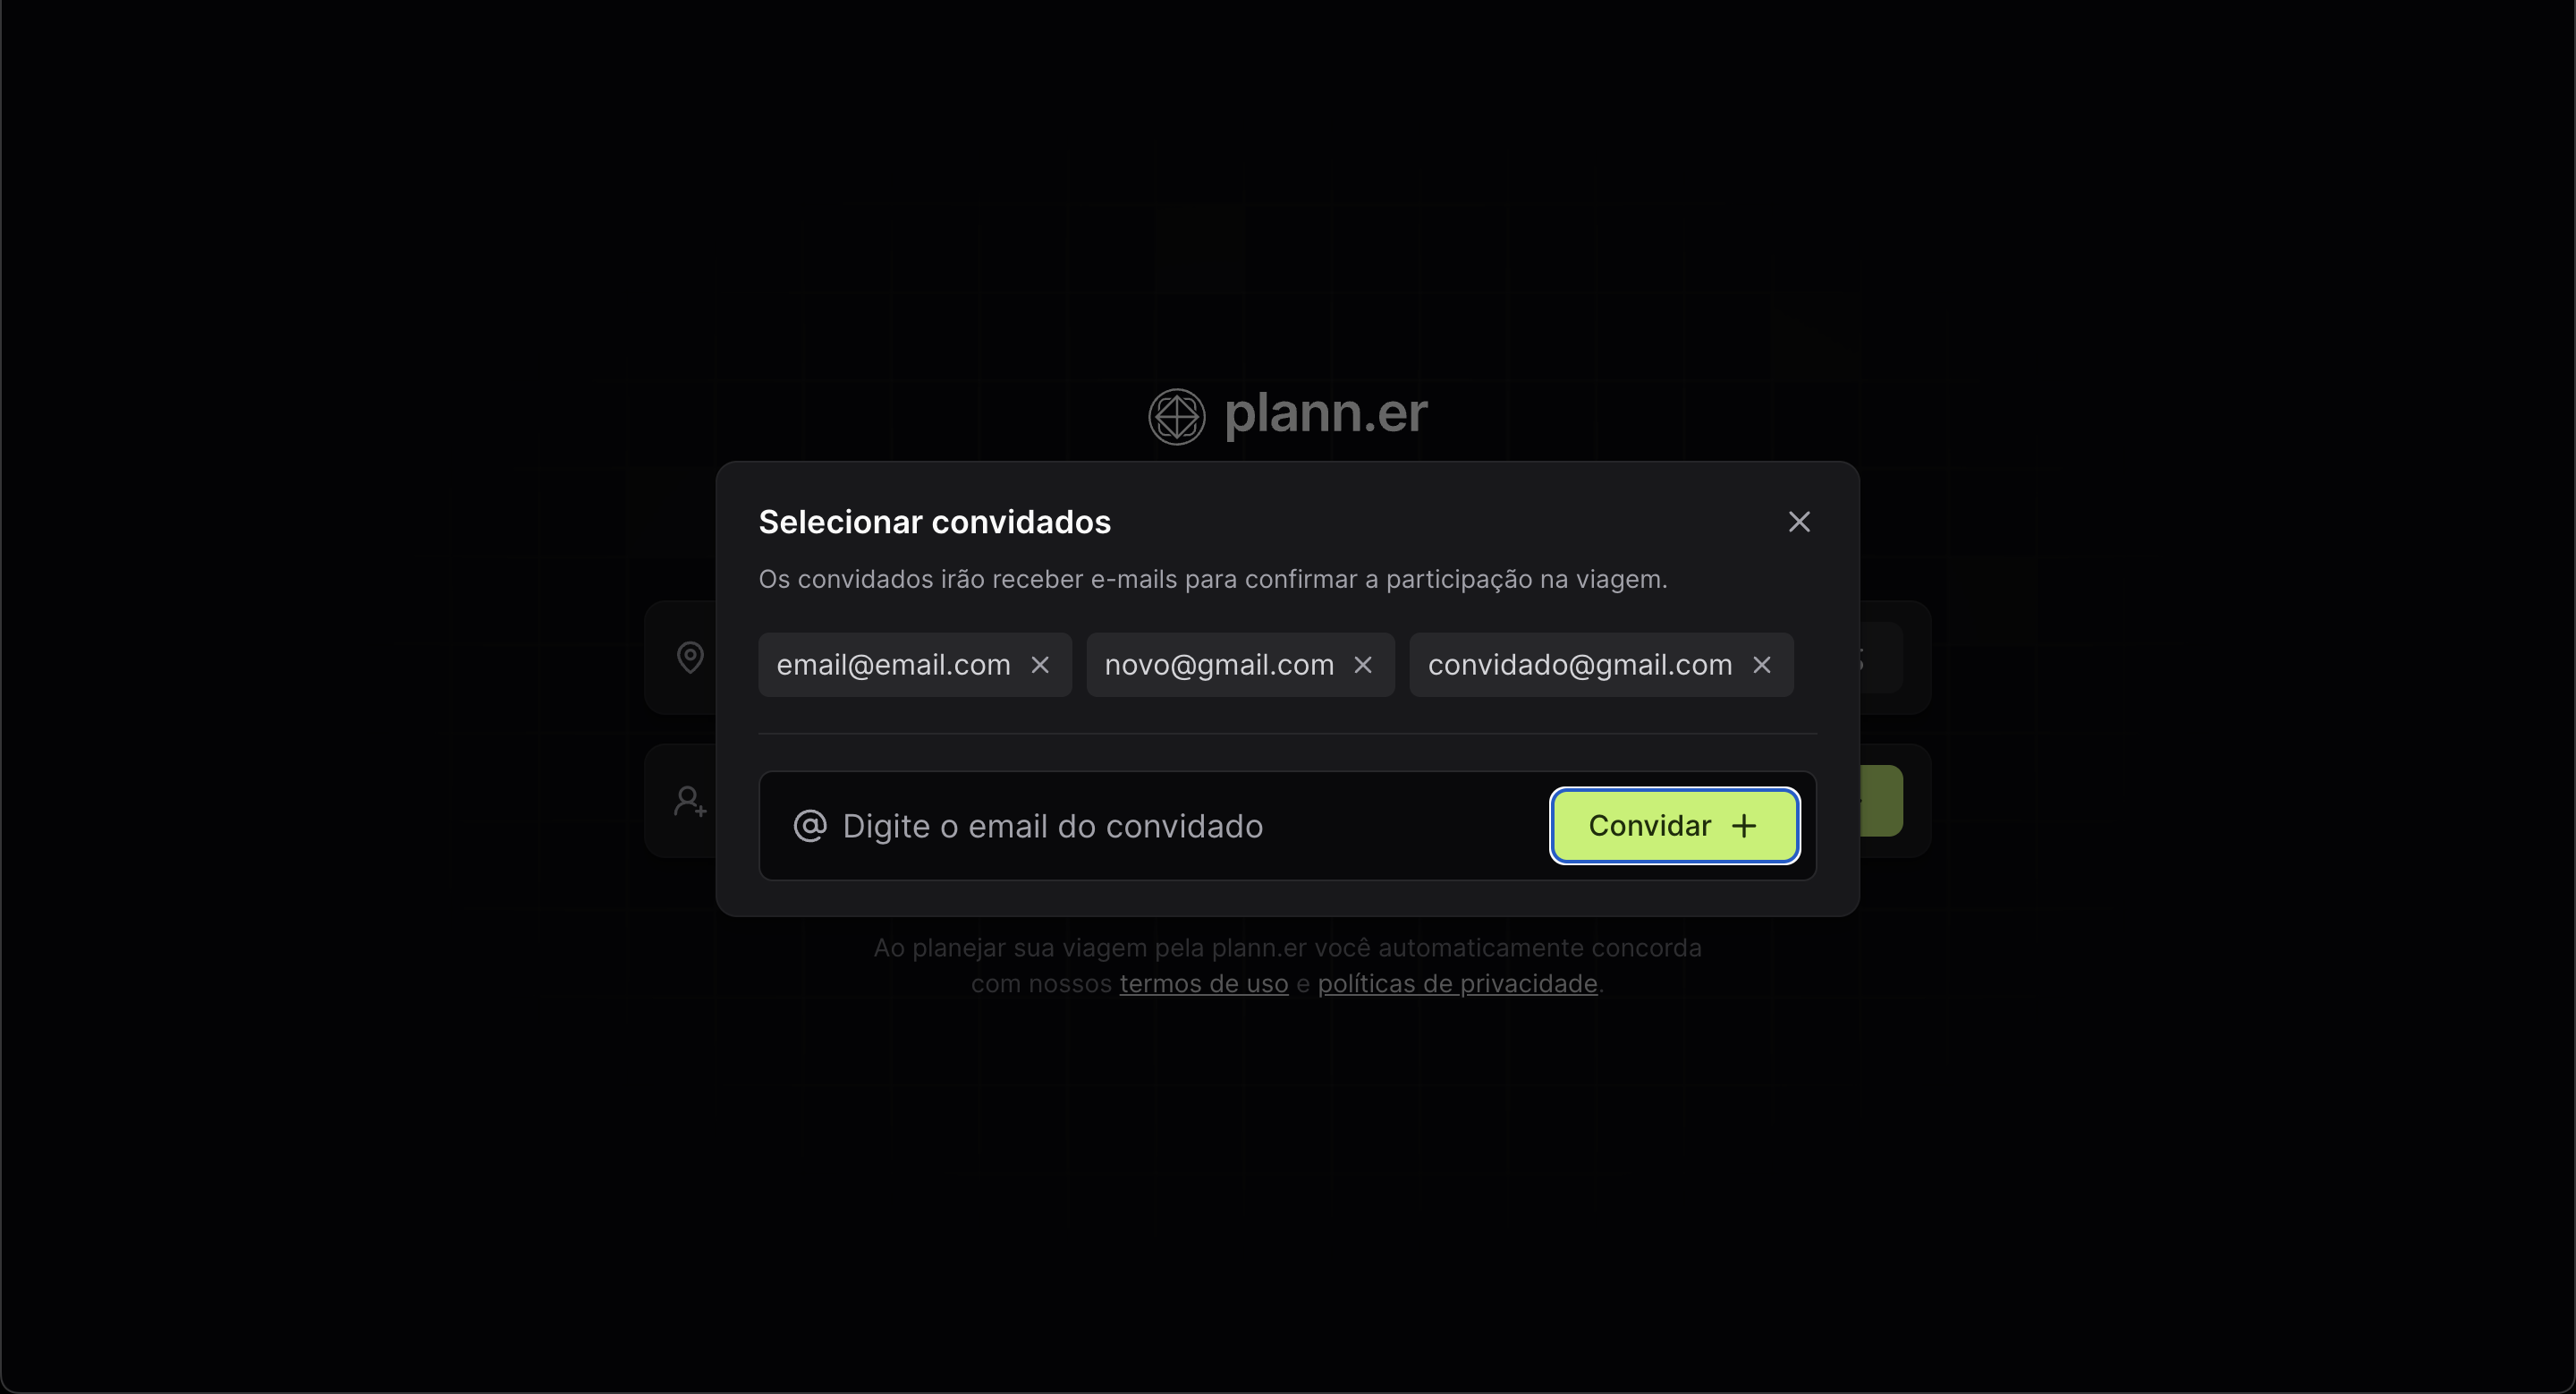 plann.er
Selecionar convidados
Os convidados irão receber e-mails para confirmar a participação na viagem.
email@email.com novo@gmail.com convidado@gmail.com
@ Digite o email do convidado Convidar +
Ao planejar sua viagem pela plann.er você automaticamente concorda
com nossos termos de uso e políticas de privacidade.